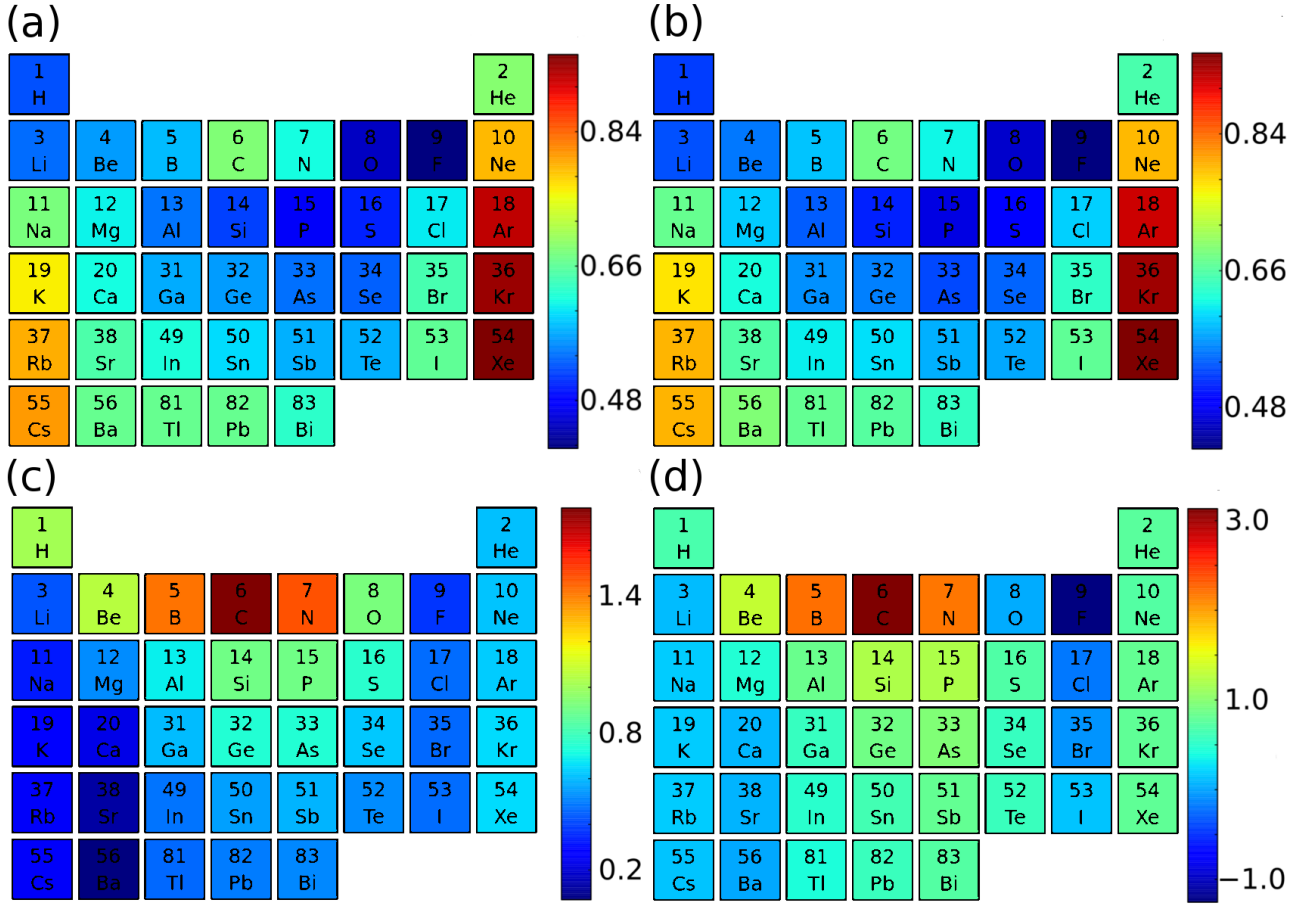 (a) (b)
1 2 1 2
H He H He
0.84 0.84
3 4 5 6 7 8 9 10 3 4 5 6 7 8 9 10
Li Be B C N O F Ne Li Be B C N O F Ne
11 12 13 14 15 16 17 18 11 12 13 14 15 16 17 18
Na Mg Al Si P S Cl Ar Na Mg Al Si P S Cl Ar
0.66 0.66
19 20 31 32 33 34 35 36 19 20 31 32 33 34 35 36
K Ca Ga Ge As Se Br Kr K Ca Ga Ge As Se Br Kr
37 38 49 50 51 52 53 54 37 38 49 50 51 52 53 54
Rb Sr In Sn Sb Te I Xe Rb Sr In Sn Sb Te I Xe
0.48 0.48
55 56 81 82 83 55 56 81 82 83
Cs Ba Tl Pb Bi Cs Ba Tl Pb Bi
(c) (d)
1 2 1 2
H He H He
3.0
3 4 5 6 7 8 9 10 3 4 5 6 7 8 9 10
Li Be B C N O F Ne Li Be B C N O F Ne
1.4
11 12 13 14 15 16 17 18 11 12 13 14 15 16 17 18
Na Mg Al Si P S Cl Ar Na Mg Al Si P S Cl Ar
1.0
19 20 31 32 33 34 35 36 19 20 31 32 33 34 35 36
K Ca Ga Ge As Se Br Kr K Ca Ga Ge As Se Br Kr
0.8
37 38 49 50 51 52 53 54 37 38 49 50 51 52 53 54
Rb Sr In Sn Sb Te I Xe Rb Sr In Sn Sb Te I Xe
55 56 81 82 83 55 56 81 82 83
Cs Ba Tl Pb Bi Cs Ba Tl Pb Bi
0.2 −1.0